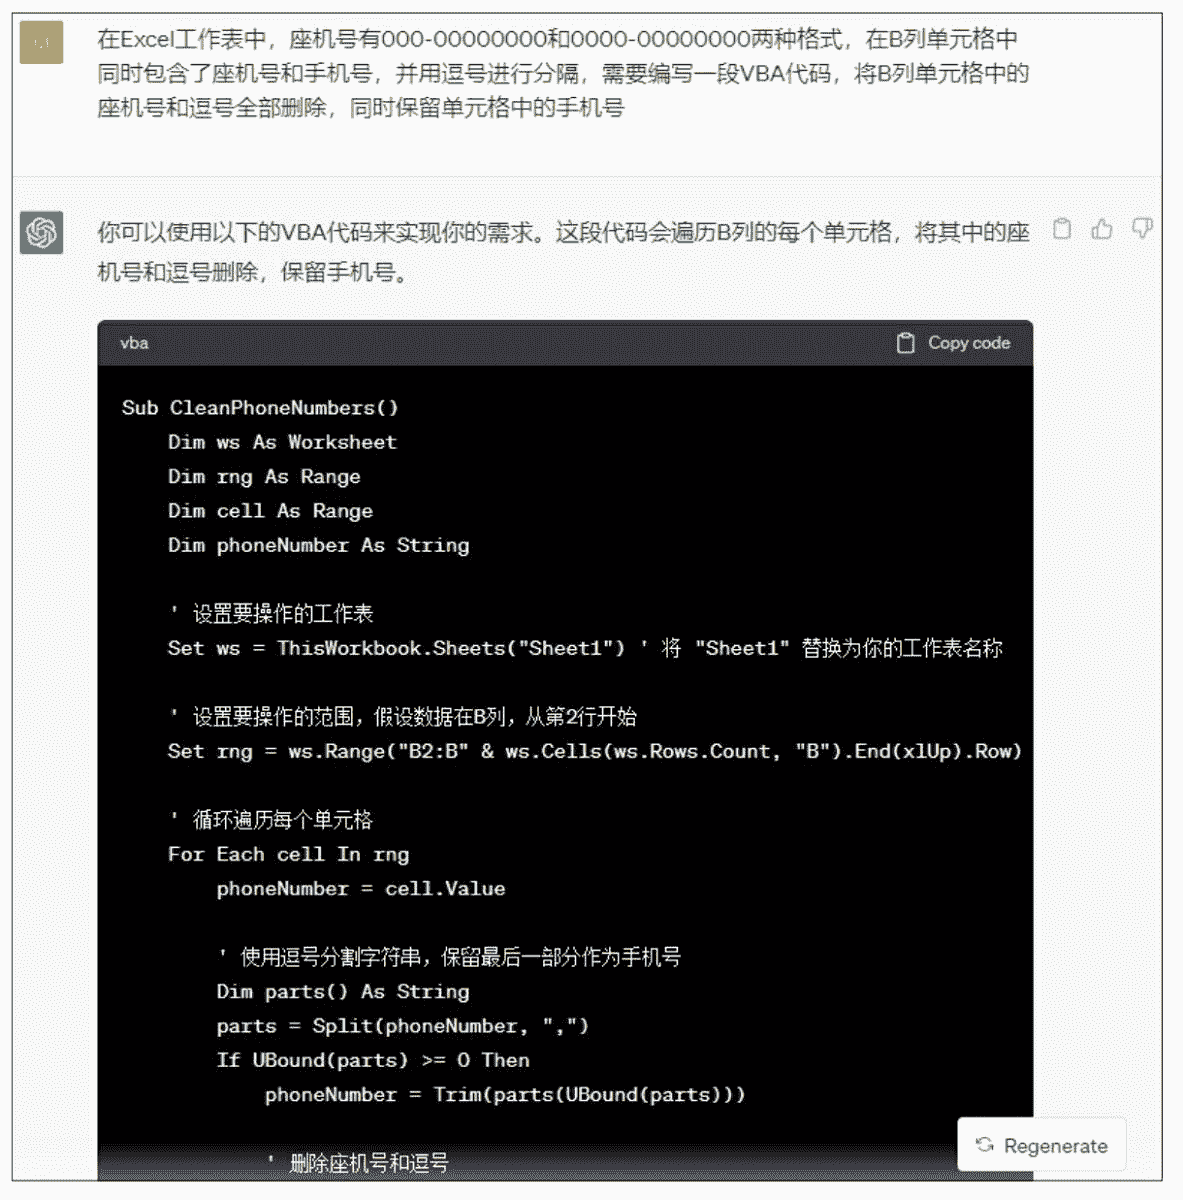 在Excel工作表中，座机号有000-00000000和0000-00000000两种格式，在B列单元格中
同时包含了座机号和手机号，并用逗号进行分隔，需要编写一段VBA代码，将B列单元格中的
座机号和逗号全部删除，同时保留单元格中的手机号
你可以使用以下的VBA代码来实现你的需求。这段代码会遍历B列的每个单元格，将其中的座
机号和逗号删除，保留手机号。
vba
Copy code
Sub CleanPhoneNumbers()
    Dim ws As Worksheet
    Dim rng As Range
    Dim cell As Range
    Dim phoneNumber As String
    ' 设置要操作的工作表
    Set ws = ThisWorkbook.Sheets("Sheet1") ' 将 "Sheet1" 替换为你的工作表名称
    ' 设置要操作的范围，假设数据在B列，从第2行开始
    Set rng = ws.Range("B2:B" & ws.Cells(ws.Rows.Count, "B").End(xlUp).Row)
    ' 循环遍历每个单元格
    For Each cell In rng
        phoneNumber = cell.Value
        ' 使用逗号分割字符串，保留最后一部分作为手机号
        Dim parts() As String
        parts = Split(phoneNumber, ",")
        If UBound(parts) >= 0 Then
            phoneNumber = Trim(parts(UBound(parts)))
            ' 删除座机号和逗号
Regenerate